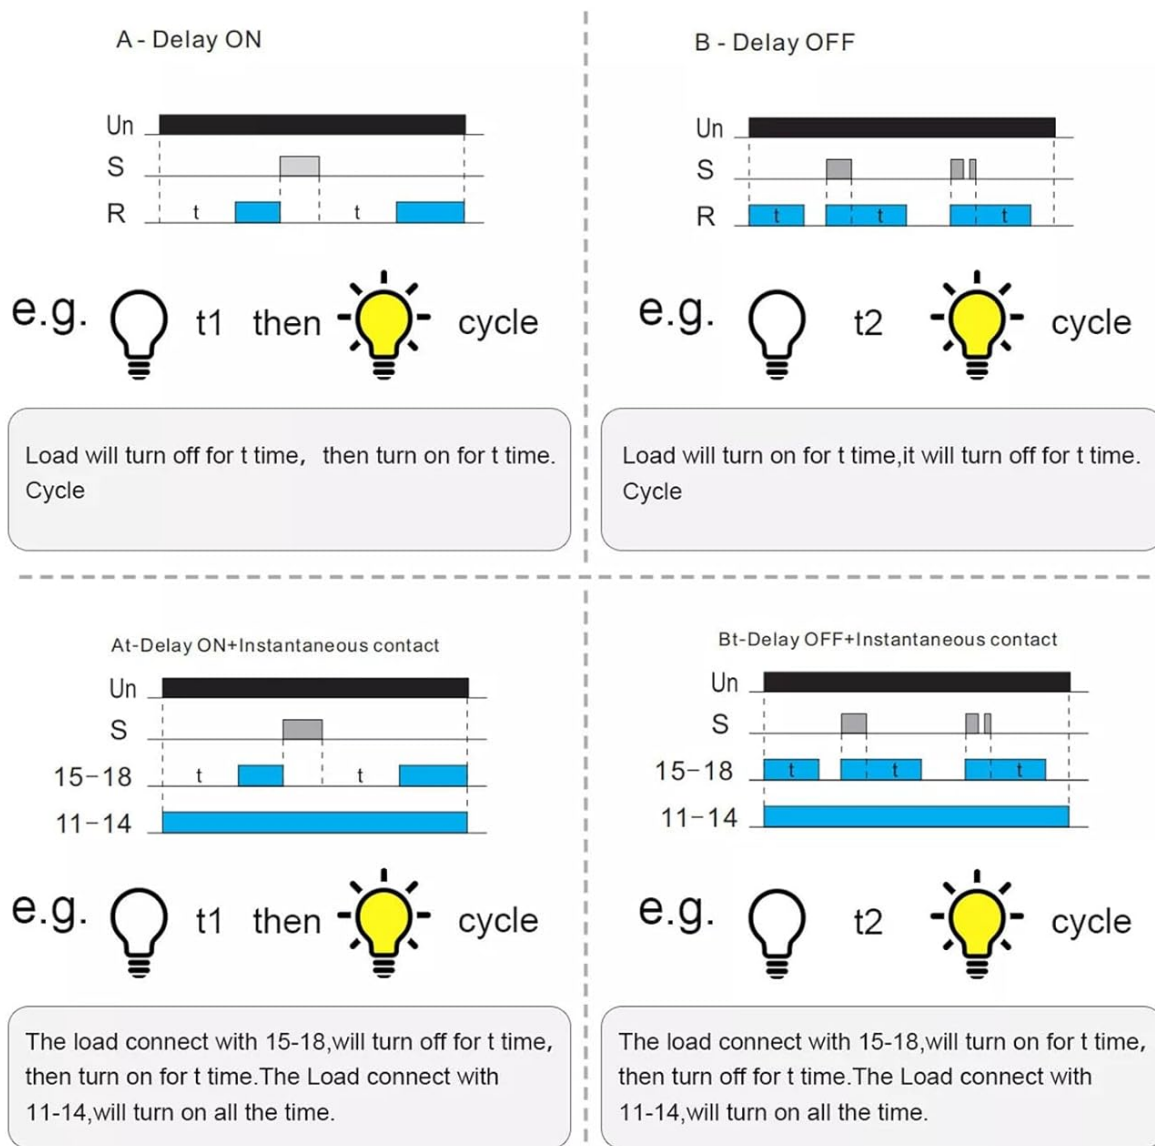 A - Delay ON
Un
S
R
t
t
e.g.
t1
then
cycle
Load will turn off for t time, then turn on for t time.
Cycle
B - Delay OFF
Un
S
R
t
t
t
e.g.
t2
cycle
Load will turn on for t time,it will turn off for t time.
Cycle
At-Delay ON+Instantaneous contact
Un
S
15-18
t
t
11-14
e.g.
t1
then
cycle
The load connect with 15-18,will turn off for t time,
then turn on for t time.The Load connect with
11-14,will turn on all the time.
Bt-Delay OFF+Instantaneous contact
Un
S
15-18
t
t
t
11-14
e.g.
t2
cycle
The load connect with 15-18,will turn on for t time,
then turn off for t time.The Load connect with
11-14,will turn on all the time.